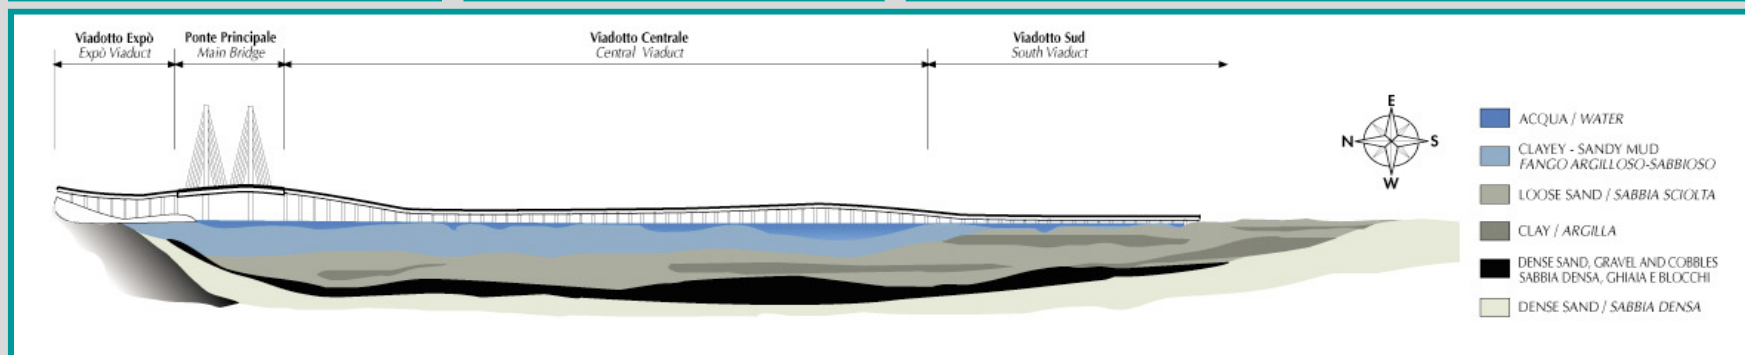 Viadotto Expò
Expò Viaduct
Ponte Principale
Main Bridge
Viadotto Centrale
Central Viaduct
Viadotto Sud
South Viaduct
E
N
S
W
ACQUA / WATER
CLAYEY - SANDY MUD
FANGO ARGILLOSO-SABBIOSO
LOOSE SAND / SABBIA SCIOLTA
CLAY / ARGILLA
DENSE SAND, GRAVEL AND COBBLES
SABBIA DENSA, GHIAIA E BLOCCHI
DENSE SAND / SABBIA DENSA